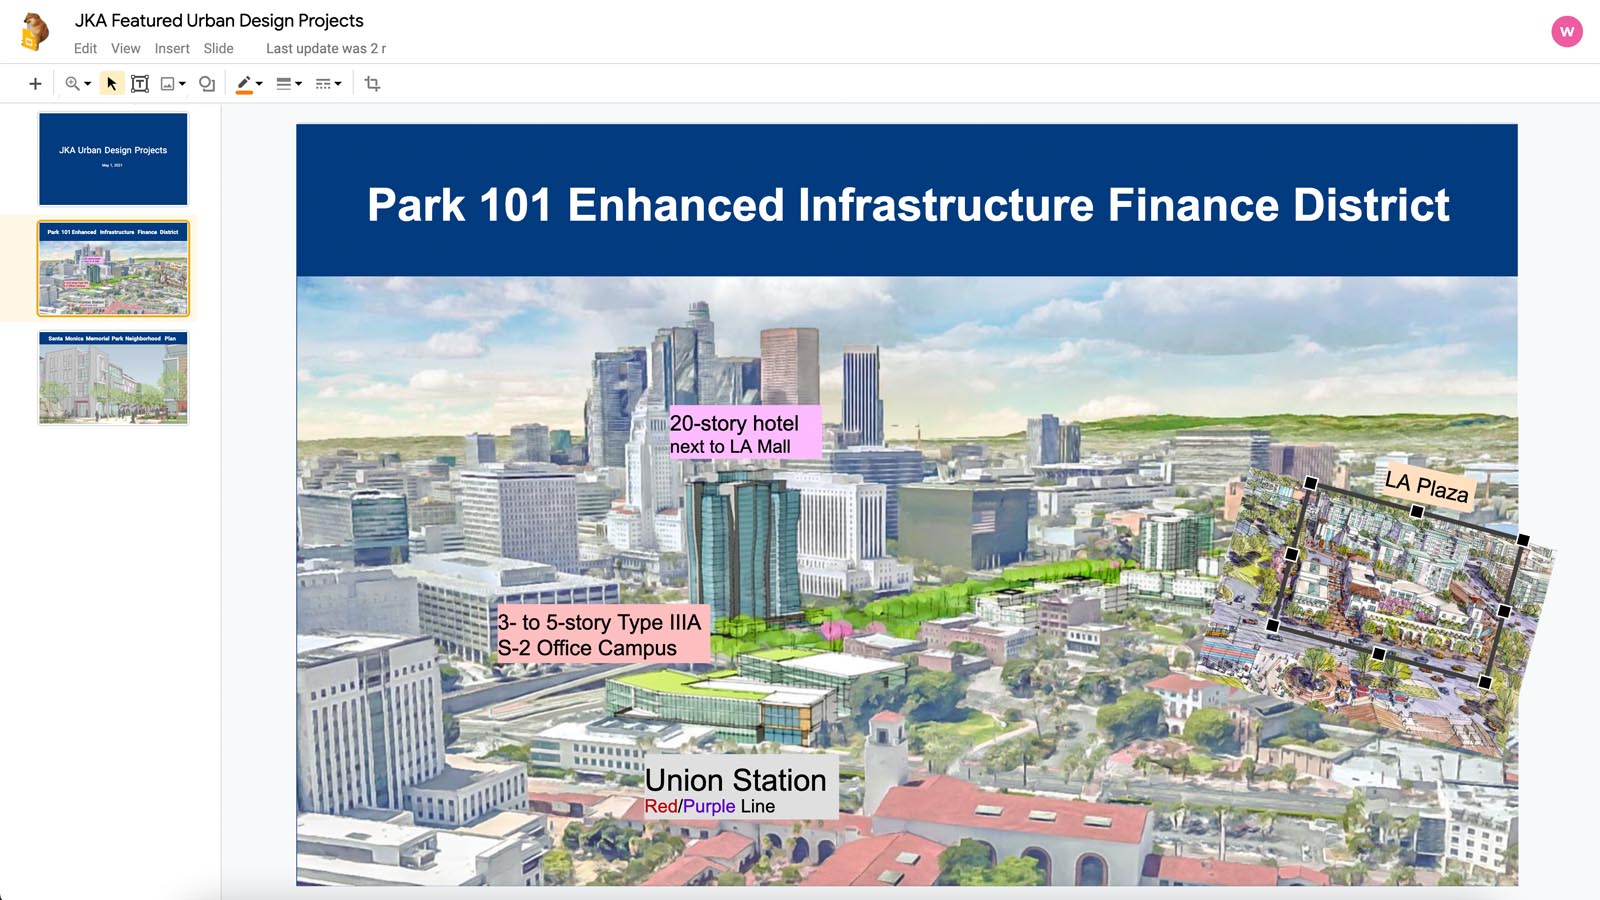 JKA Featured Urban Design Projects
Edit View Insert Slide Last update was 2 r
W
JKA Urban Design Projects
May 1, 2021
Park 101 Enhanced Infrastructure Finance District
Union Station
Santa Monica Memorial Park Neighborhood Plan
Park 101 Enhanced Infrastructure Finance District
20-story hotel
next to LA Mall
LA Plaza
3- to 5-story Type IIIA
S-2 Office Campus
Union Station
Red/Purple Line